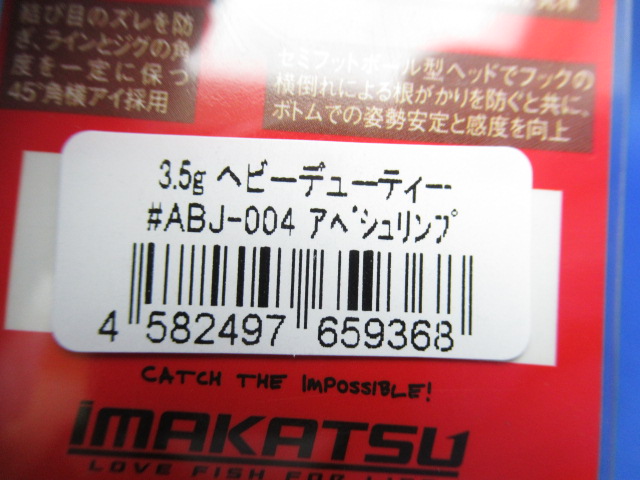 結び目のズレを防
ぎ、ラインとジグの角
度を一定に保つ
45°角横アイ採用
セミフットボール型ヘッドでフックの
横倒れによる根がかりを防ぐと共に、
ボトムでの姿勢安定と感度を向上
3.5g ヘビーデューティー
#ABJ-004 アベシュリンプ
4 582497 659368
CATCH THE IMPOSSIBLE!
IMAKATSU
LOVE FISH FOR